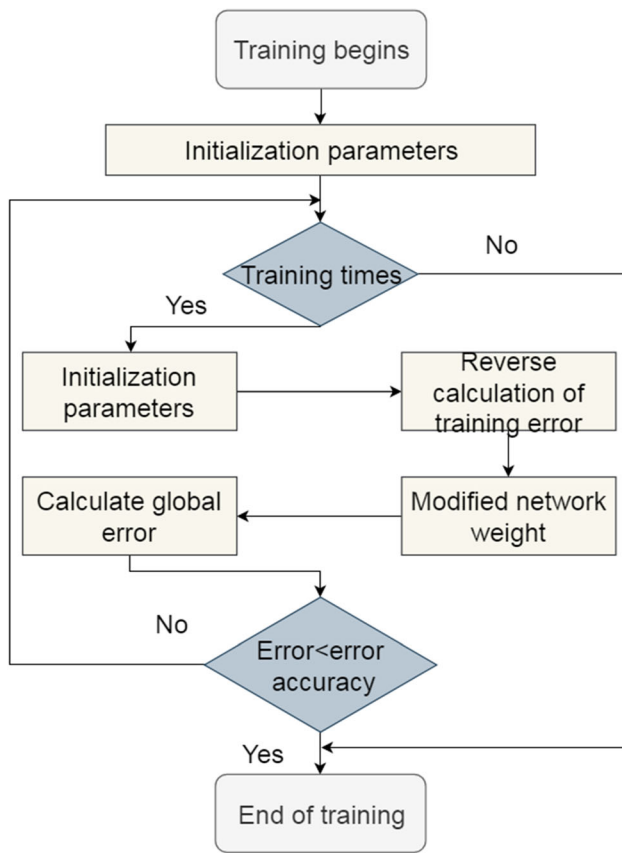 Training begins
Initialization parameters
Training times
No
Yes
Initialization
parameters
Reverse
calculation of
training error
Calculate global
error
Modified network
weight
No
Error<error
accuracy
Yes
End of training